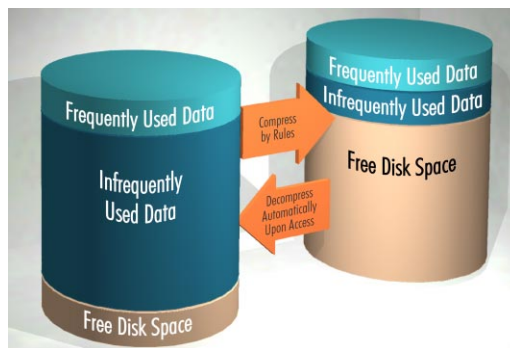 Frequently Used Data
Infrequently
Used Data
Free Disk Space
Compress
by Rules
Decompress
Automatically
Upon Access
Frequently Used Data
Infrequently Used Data
Free Disk Space